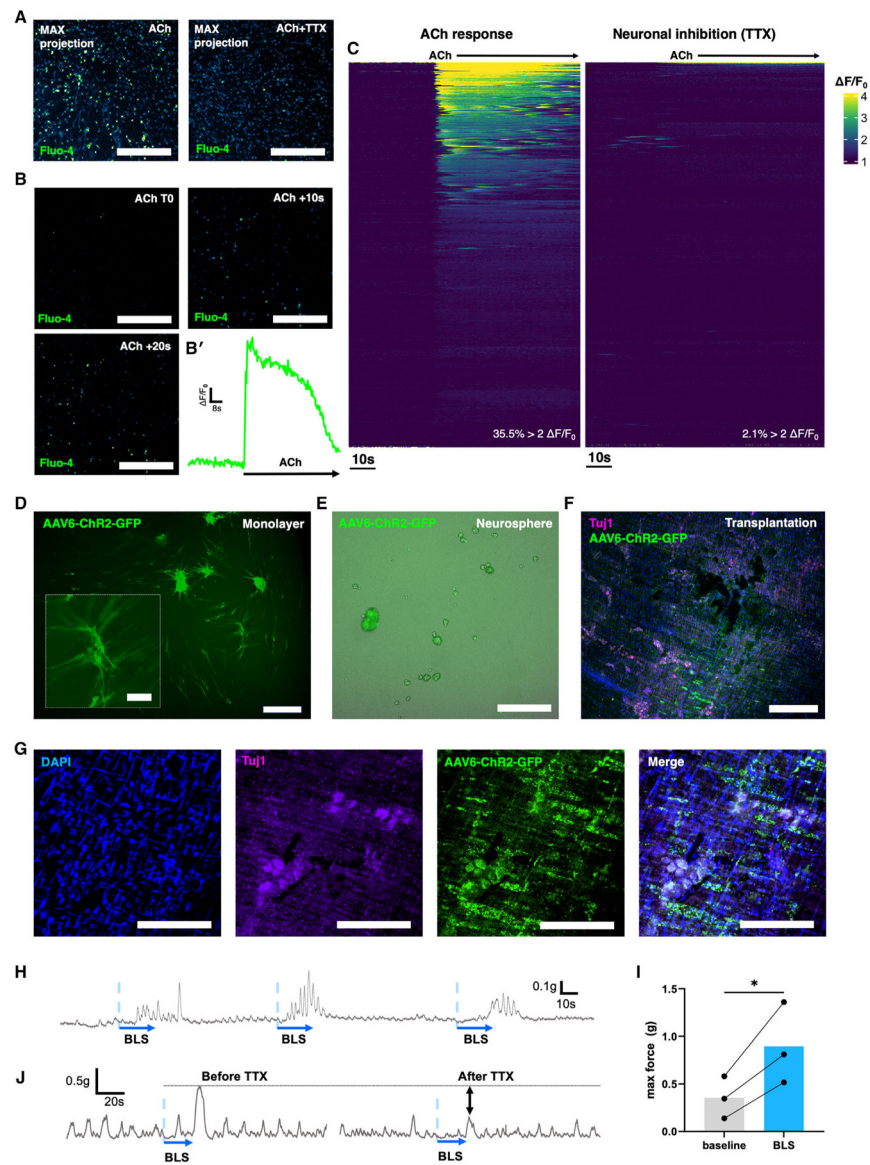 A
MAX
projection
ACh
MAX
projection
ACh+TTX
Fluo-4
Fluo-4
B
ACh T0
ACh +10s
Fluo-4
Fluo-4
ACh +20s
Fluo-4
B′
ΔF/F₀
8s
ACh
C
ACh response
Neuronal inhibition (TTX)
ACh
ACh
ΔF/F₀
4
3
2
1
35.5% > 2 ΔF/F₀
2.1% > 2 ΔF/F₀
10s
10s
D
AAV6-ChR2-GFP
Monolayer
E
AAV6-ChR2-GFP
Neurosphere
F
Tuj1
Transplantation
AAV6-ChR2-GFP
G
DAPI
Tuj1
AAV6-ChR2-GFP
Merge
H
0.1g
10s
BLS
BLS
BLS
I
max force (g)
1.5
1.0
0.5
0.0
*
baseline
BLS
J
0.5g
20s
Before TTX
After TTX
BLS
BLS